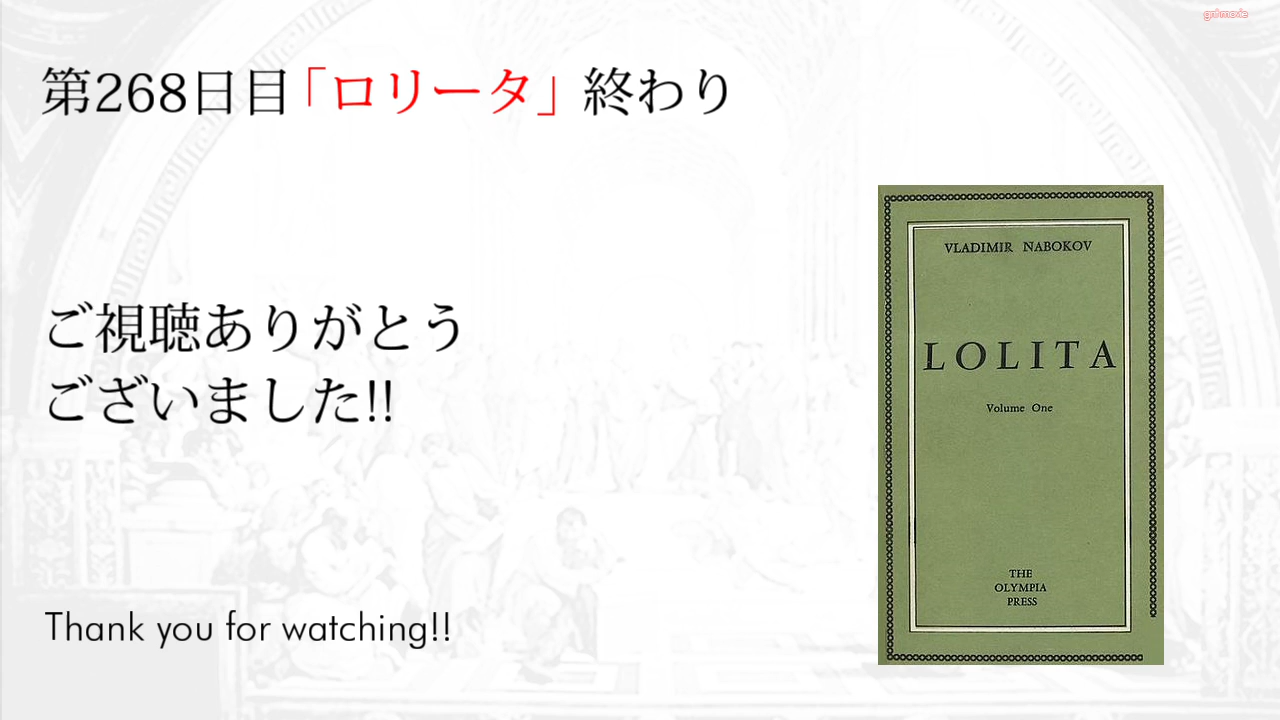 第268日目「ロリータ」終わり
ご視聴ありがとう
ございました!!
Thank you for watching!!
VLADIMIR NABOKOV
LOLITA
Volume One
THE
OLYMPIA
PRESS